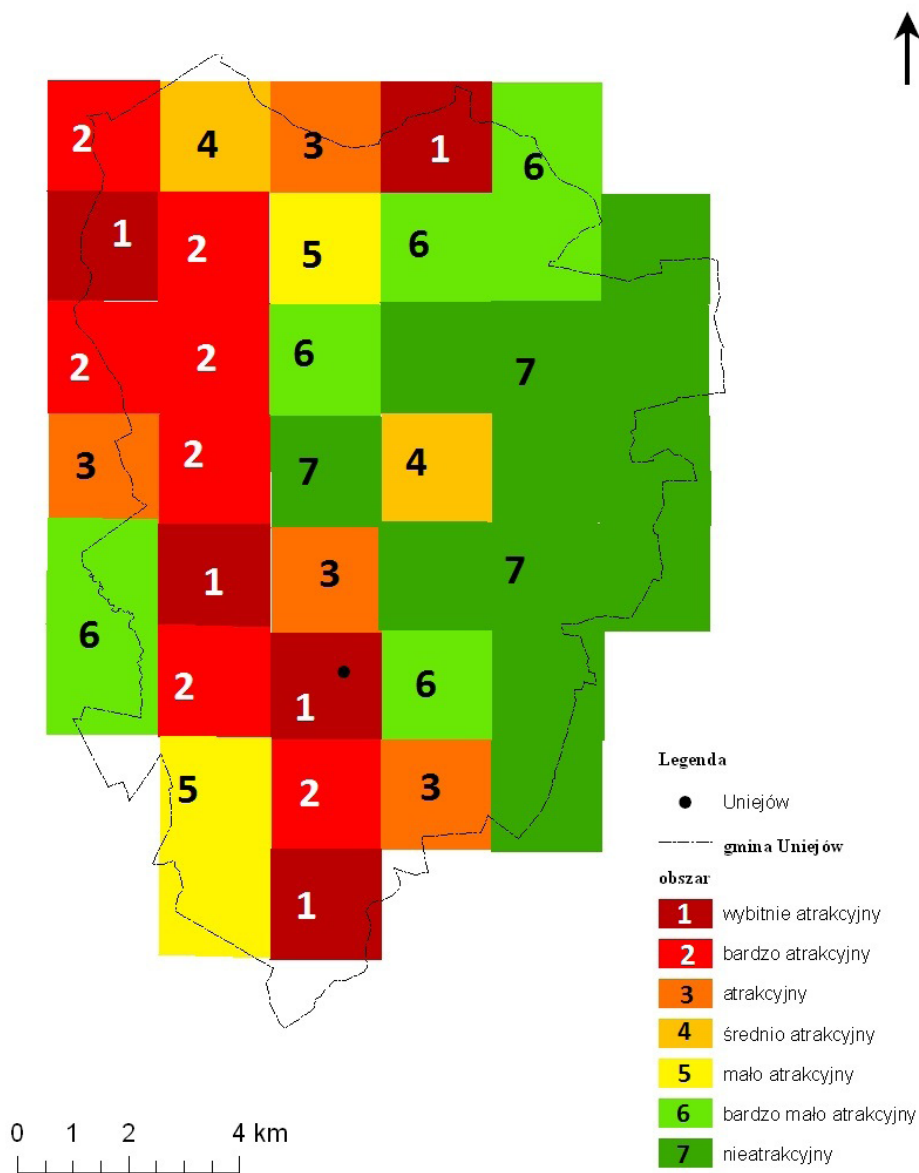 2 4 3 1 6
1 2 5 6
2 2 6 7
3 2 7 4
1 3 7
6
2 1 6
5 2 3
1
Legenda
Uniejów
gmina Uniejów
obszar
1 wybitnie atrakcyjny
2 bardzo atrakcyjny
3 atrakcyjny
4 średnio atrakcyjny
5 mało atrakcyjny
6 bardzo mało atrakcyjny
7 nieatrakcyjny
0 1 2 4 km